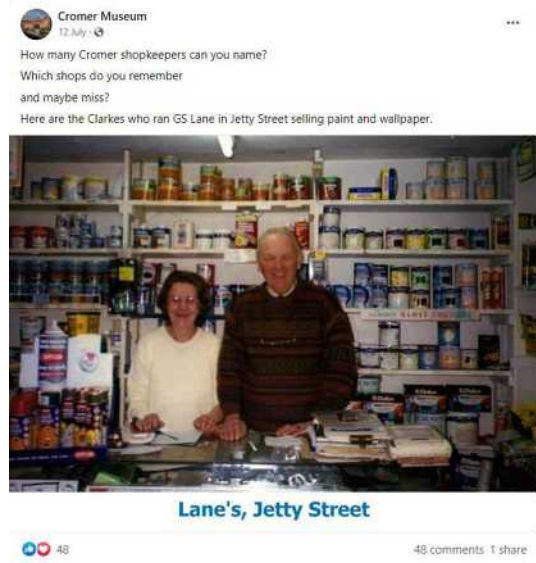 Cromer Museum
12 July
How many Cromer shopkeepers can you name?
Which shops do you remember
and maybe miss?
Here are the Clarkes who ran GS Lane in Jetty Street selling paint and wallpaper.
Lane's, Jetty Street
48
48 comments 1 share